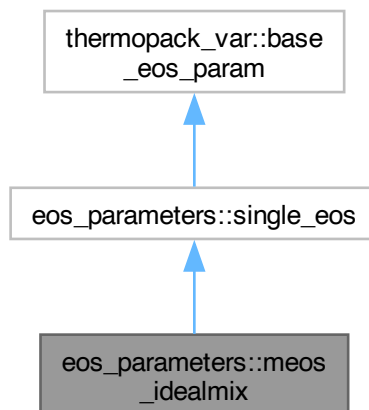 thermopack_var::base
_eos_param
eos_parameters::single_eos
eos_parameters::meos
_idealmix